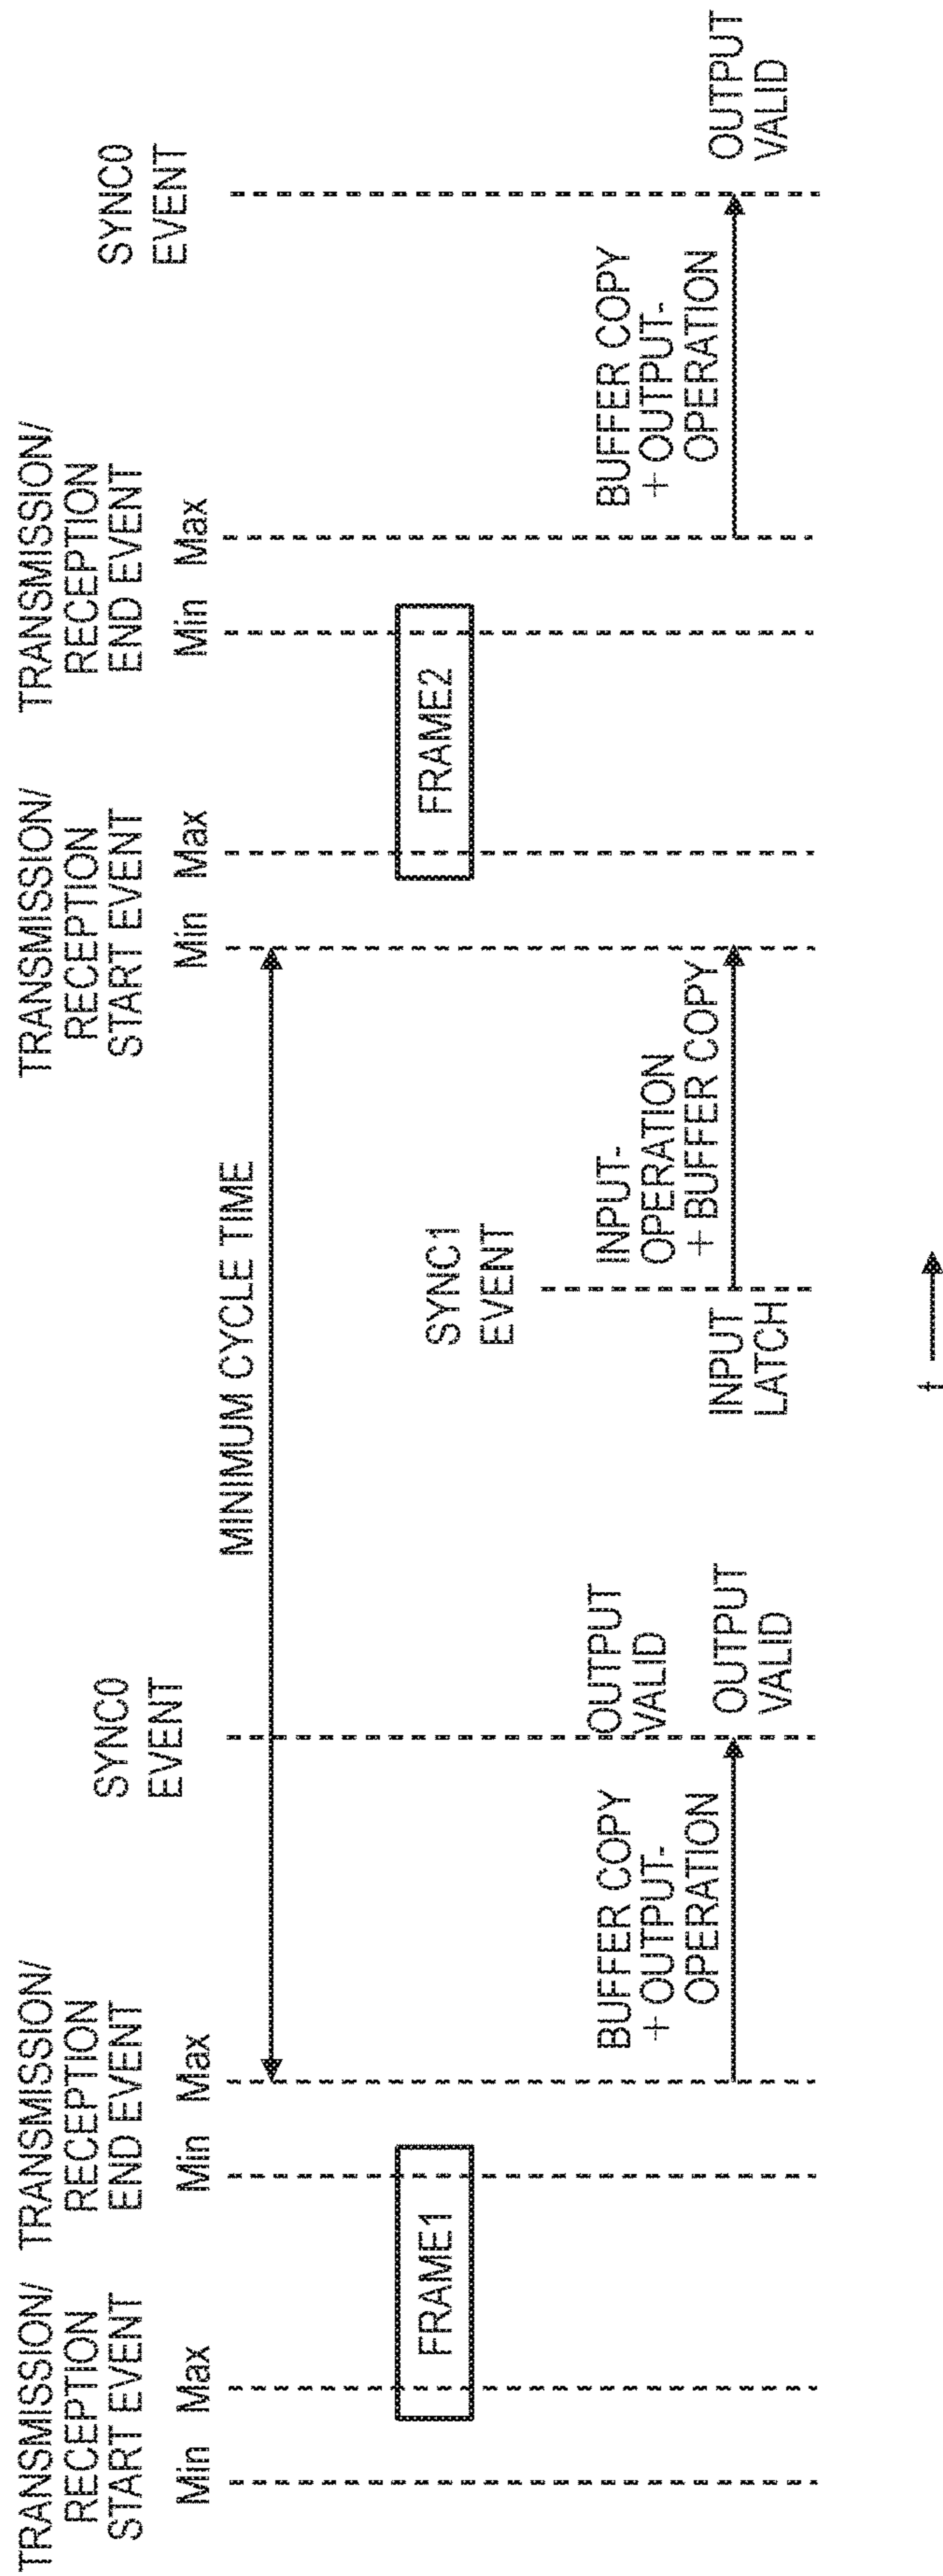 TRANSMISSION/
RECEPTION
START EVENT
Min Max
TRANSMISSION/
RECEPTION
END EVENT
Min Max
SYNC0
EVENT
TRANSMISSION/
RECEPTION
START EVENT
Min Max
TRANSMISSION/
RECEPTION
END EVENT
Min Max
SYNC0
EVENT
MINIMUM CYCLE TIME
FRAME1
SYNC1
EVENT
FRAME2
BUFFER COPY
+ OUTPUT-
OPERATION
OUTPUT
VALID
OUTPUT
VALID
INPUT
LATCH
INPUT-
OPERATION
+ BUFFER COPY
BUFFER COPY
+ OUTPUT-
OPERATION
OUTPUT
VALID
t